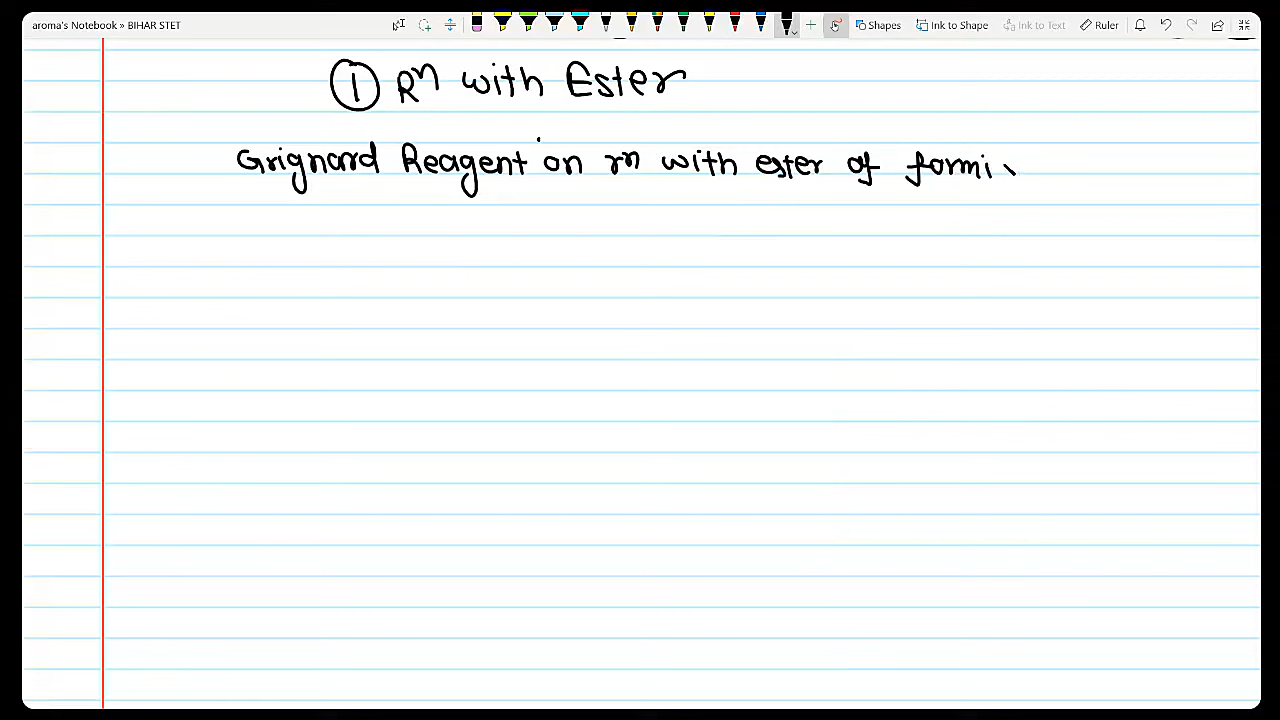 aroma's Notebook » BIHAR STET
Shapes
Ink to Shape
Ink to Text
Ruler
① Rⁿ with Ester
Grignard Reagent on rⁿ with ester of formi